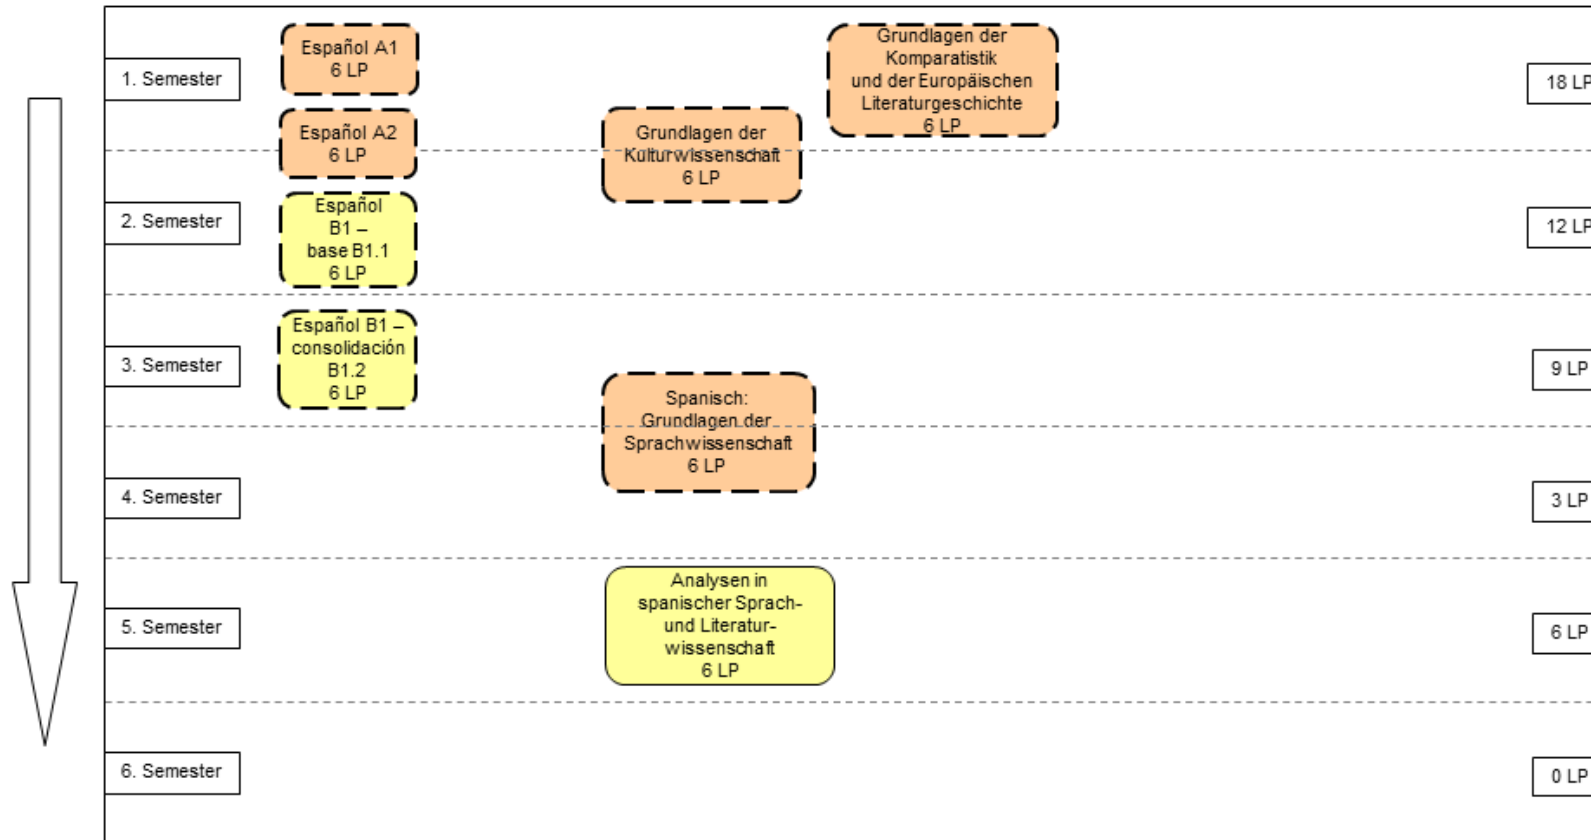 1. Semester
Español A1
6 LP
Español A2
6 LP
Grundlagen der
Kulturwissenschaft
6 LP
Grundlagen der
Komparatistik
und der Europäischen
Literaturgeschichte
6 LP
18 LP
2. Semester
Español
B1 –
base B1.1
6 LP
12 LP
3. Semester
Español B1 –
consolidación
B1.2
6 LP
Spanisch:
Grundlagen der
Sprachwissenschaft
6 LP
9 LP
4. Semester
3 LP
5. Semester
Analysen in
spanischer Sprach-
und Literatur-
wissenschaft
6 LP
6 LP
6. Semester
0 LP